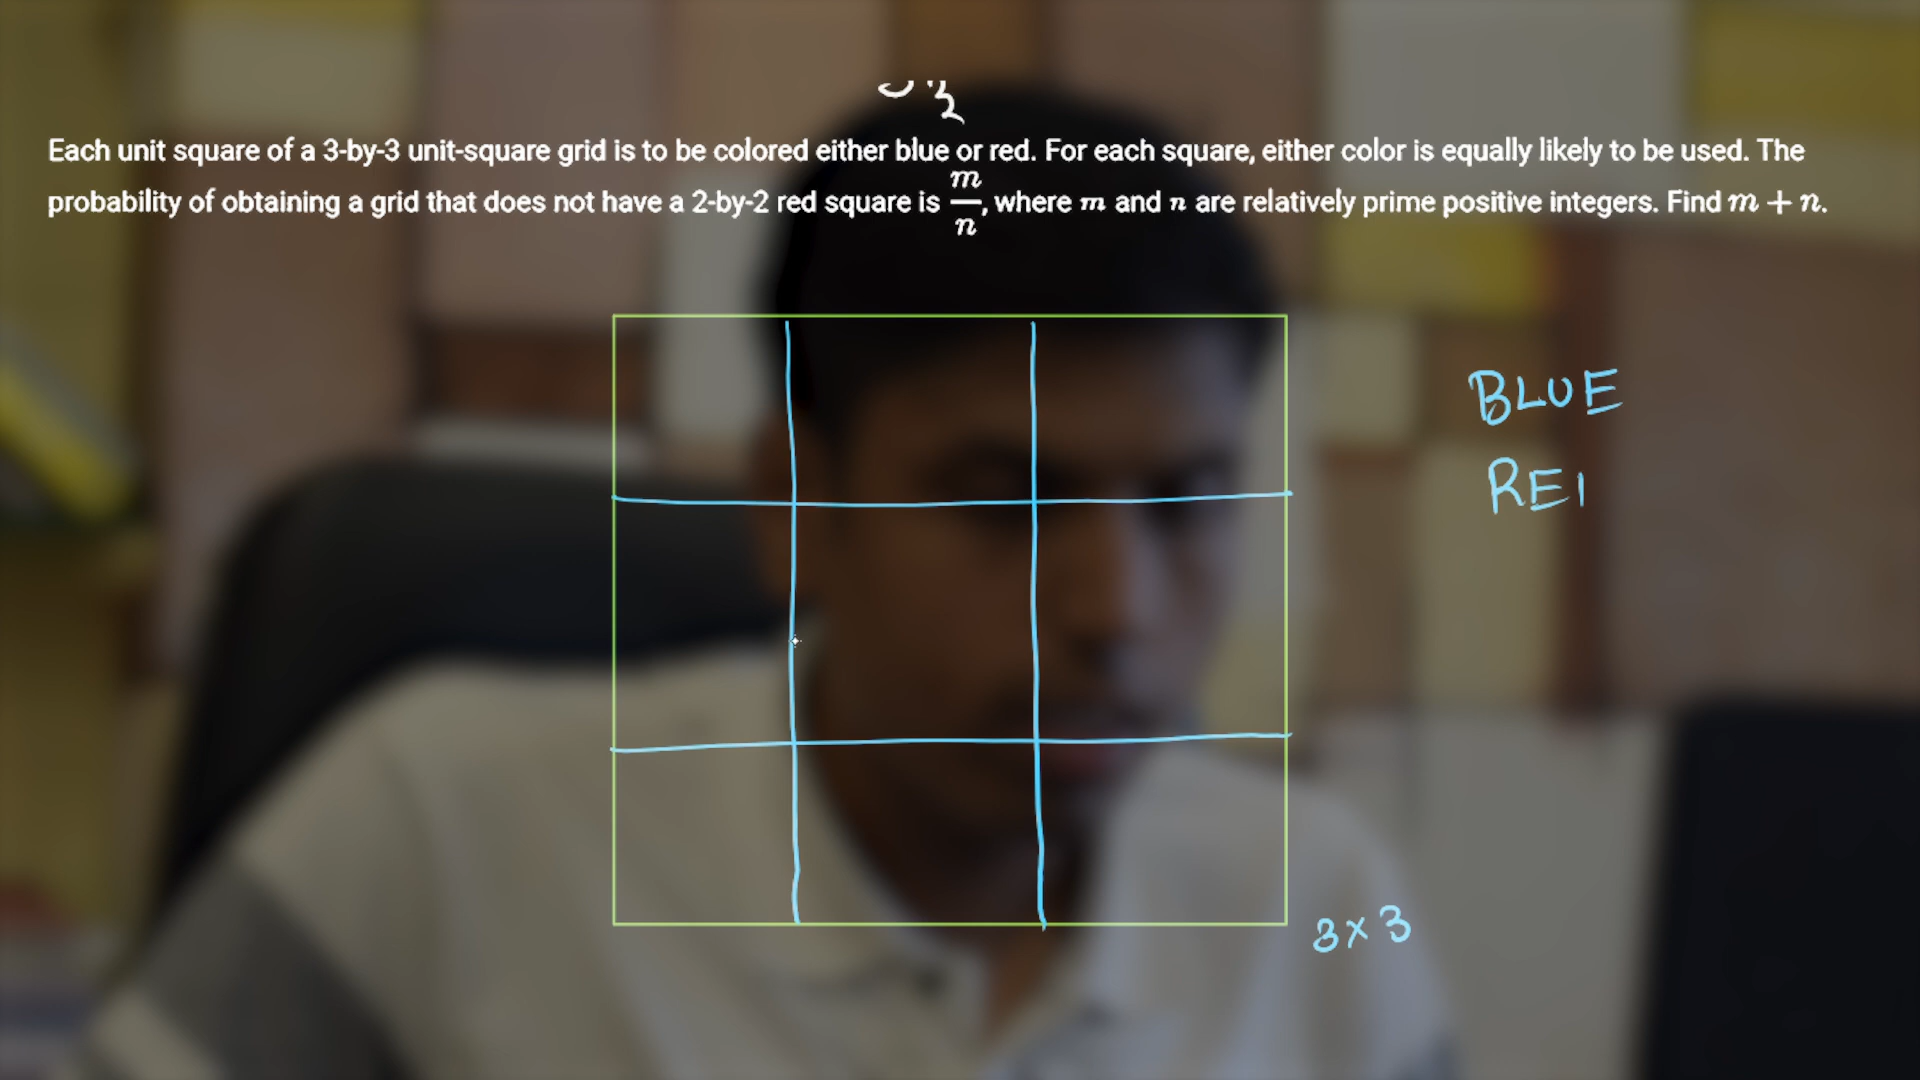 2
Each unit square of a 3-by-3 unit-square grid is to be colored either blue or red. For each square, either color is equally likely to be used. The
probability of obtaining a grid that does not have a 2-by-2 red square is m/n, where m and n are relatively prime positive integers. Find m + n.
BLUE
RE
3×3